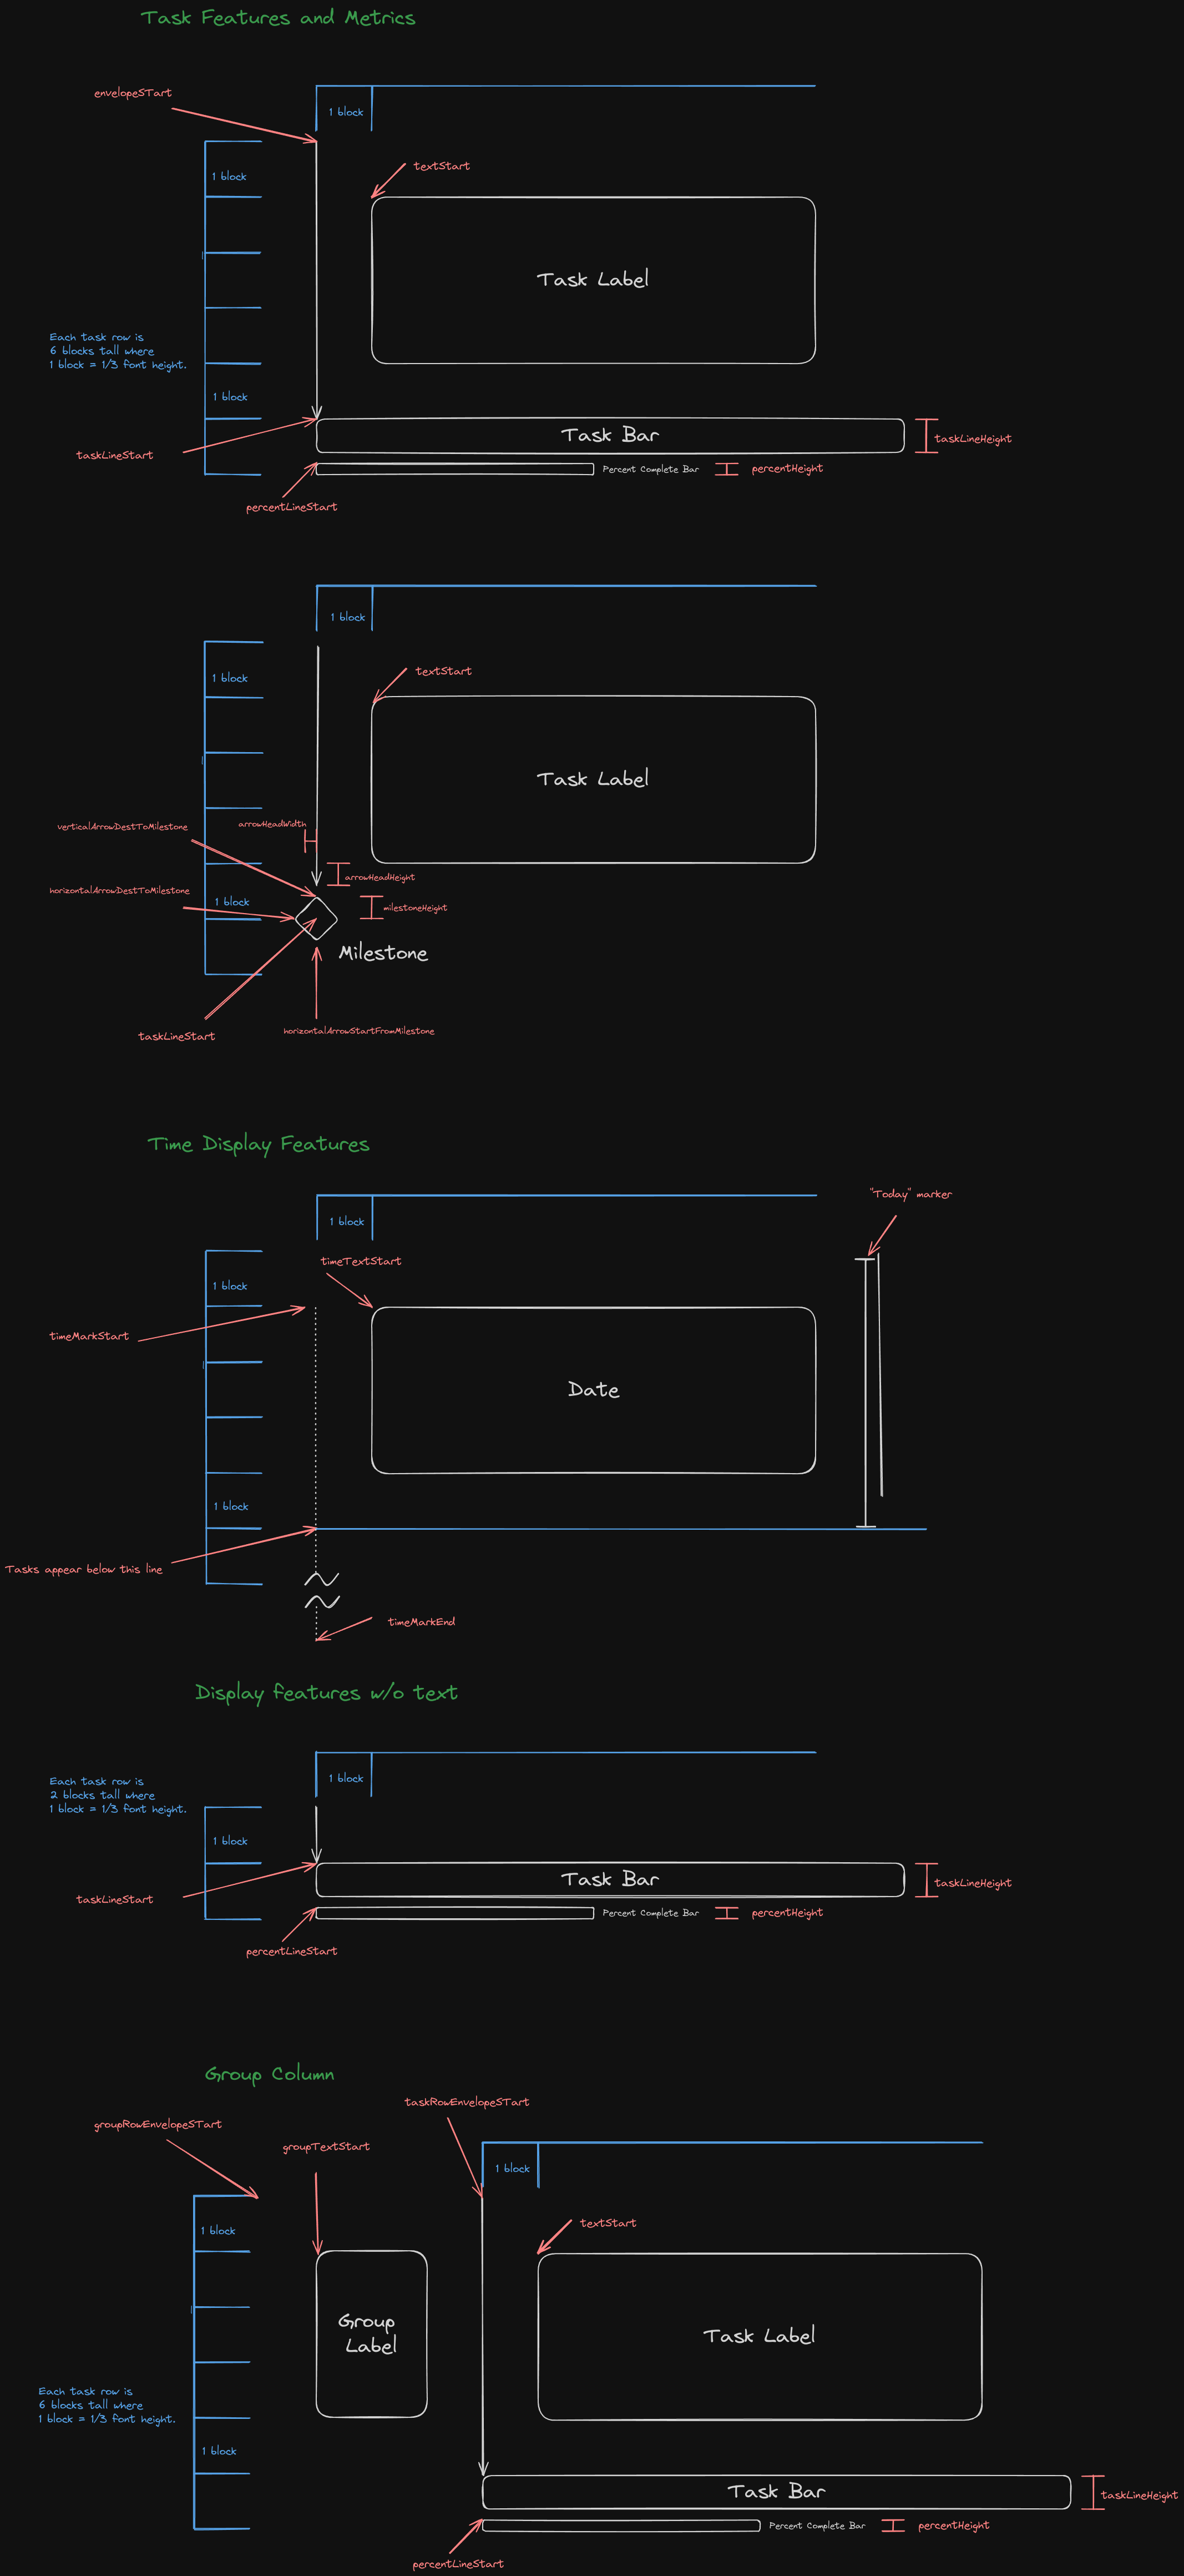 Task Features and Metrics
envelopeSTart
1 block
1 block
textStart
Task Label
Each task row is
6 blocks tall where
1 block = 1/3 font height.
1 block
Task Bar
taskLineHeight
taskLineStart
Percent Complete Bar
percentHeight
percentLineStart
1 block
1 block
textStart
Task Label
arrowHeadWidth
verticalArrowDestToMilestone
arrowHeadHeight
horizontalArrowDestToMilestone
1 block
milestoneHeight
Milestone
horizontalArrowStartFromMilestone
taskLineStart
Time Display Features
"Today" marker
1 block
timeTextStart
1 block
timeMarkStart
Date
1 block
Tasks appear below this line
timeMarkEnd
Display features w/o text
1 block
Each task row is
2 blocks tall where
1 block = 1/3 font height.
1 block
Task Bar
taskLineHeight
taskLineStart
Percent Complete Bar
percentHeight
percentLineStart
Group Column
taskRowEnvelopeSTart
groupRowEnvelopeSTart
groupTextStart
1 block
textStart
1 block
Group
Label
Task Label
Each task row is
6 blocks tall where
1 block = 1/3 font height.
1 block
Task Bar
taskLineHeight
Percent Complete Bar
percentHeight
percentLineStart